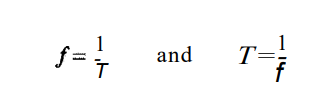 f = 1/T and T = 1/f